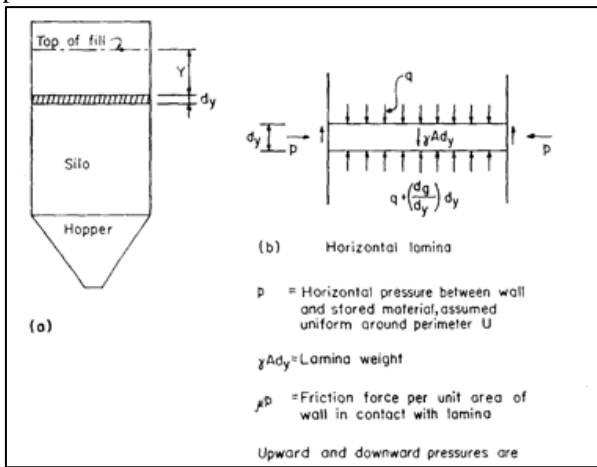 Top of fill
Y
dy
Silo
Hopper
(a)
q
dy
p
γAdy
p
q + (dq/dy) dy
(b) Horizontal lamina
p = Horizontal pressure between wall
and stored material, assumed
uniform around perimeter U
γAdy = Lamina weight
μp = Friction force per unit area of
wall in contact with lamina
Upward and downward pressures are